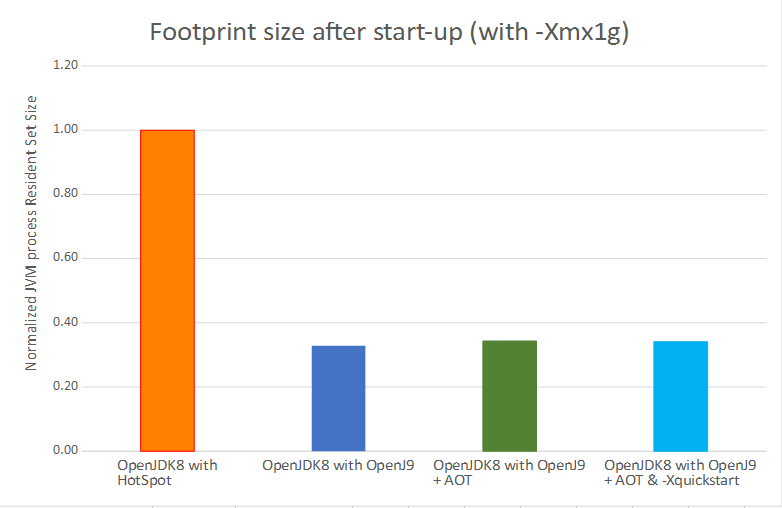 Footprint size after start-up (with -Xmx1g)
Normalized JVM process Resident Set Size
1.20
1.00
0.80
0.60
0.40
0.20
0.00
OpenJDK8 with
HotSpot
OpenJDK8 with OpenJ9
OpenJDK8 with OpenJ9
+ AOT
OpenJDK8 with OpenJ9
+ AOT & -Xquickstart